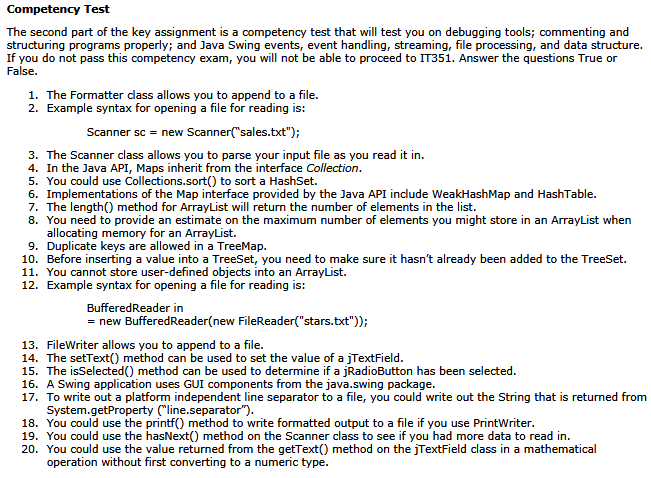 Competency Test
The second part of the key assignment is a competency test that will test you on debugging tools; commenting and
structuring programs properly; and Java Swing events, event handling, streaming, file processing, and data structure.
If you do not pass this competency exam, you will not be able to proceed to IT351. Answer the questions True or
False.
1. The Formatter class allows you to append to a file.
2. Example syntax for opening a file for reading is:
Scanner sc = new Scanner("sales.txt");
3. The Scanner class allows you to parse your input file as you read it in.
4. In the Java API, Maps inherit from the interface Collection.
5. You could use Collections.sort() to sort a HashSet.
6. Implementations of the Map interface provided by the Java API include WeakHashMap and HashTable.
7. The length() method for ArrayList will return the number of elements in the list.
8. You need to provide an estimate on the maximum number of elements you might store in an ArrayList when
allocating memory for an ArrayList.
9. Duplicate keys are allowed in a TreeMap.
10. Before inserting a value into a TreeSet, you need to make sure it hasn't already been added to the TreeSet.
11. You cannot store user-defined objects into an ArrayList.
12. Example syntax for opening a file for reading is:
BufferedReader in
= new BufferedReader(new FileReader("stars.txt"));
13. FileWriter allows you to append to a file.
14. The setText() method can be used to set the value of a jTextField.
15. The isSelected() method can be used to determine if a jRadioButton has been selected.
16. A Swing application uses GUI components from the java.swing package.
17. To write out a platform independent line separator to a file, you could write out the String that is returned from
System.getProperty ("line.separator").
18. You could use the printf() method to write formatted output to a file if you use PrintWriter.
19. You could use the hasNext() method on the Scanner class to see if you had more data to read in.
20. You could use the value returned from the getText() method on the jTextField class in a mathematical
operation without first converting to a numeric type.